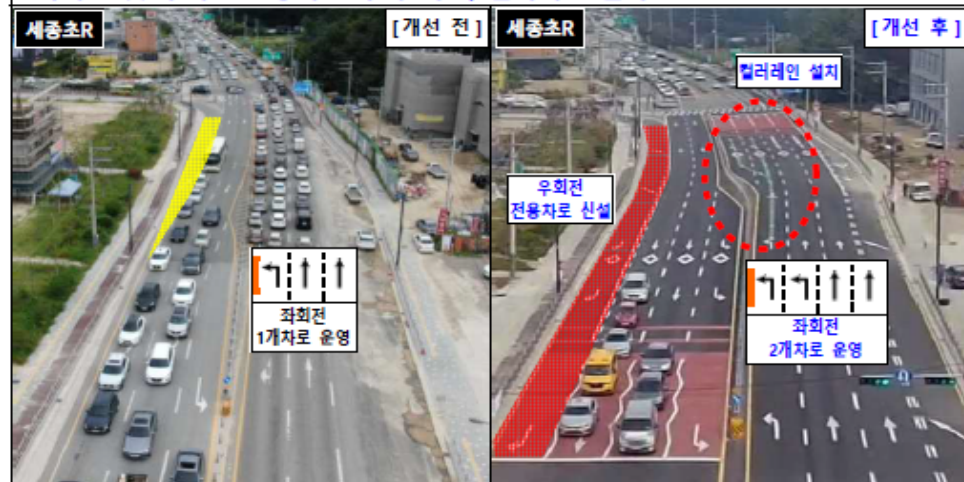 세종초R
[개선 전]
좌회전
1개차로 운영
세종초R
[개선 후]
컬러레인 설치
우회전
전용차로 신설
좌회전
2개차로 운영